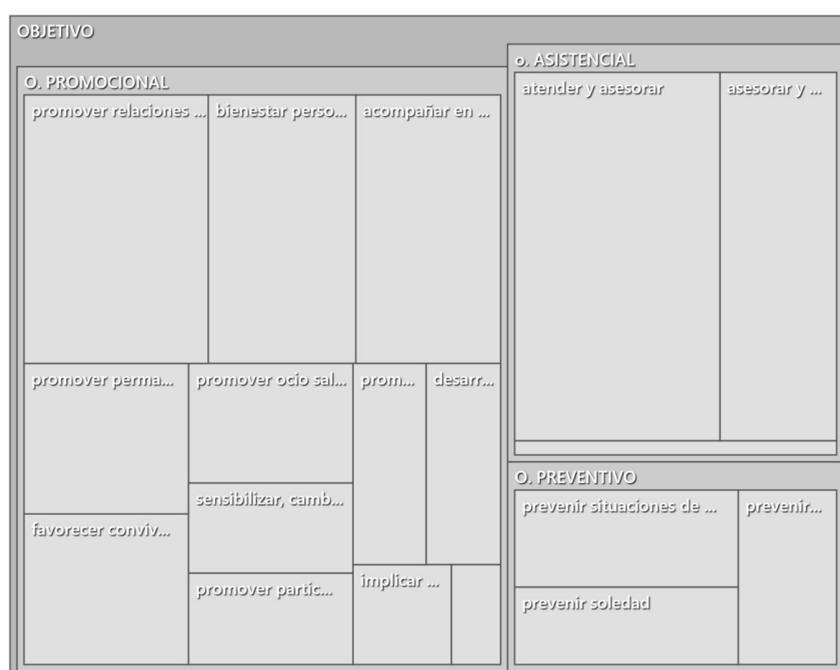 OBJETIVO
O. PROMOCIONAL
promover relaciones ...
bienestar perso...
acompañar en ...
promover perma...
promover ocio sal...
prom...
desarr...
sensibilizar, camb...
favorecer conviv...
promover partic...
implicar ...
o. ASISTENCIAL
atender y asesorar
asesorar y ...
O. PREVENTIVO
prevenir situaciones de ...
prevenir...
prevenir soledad